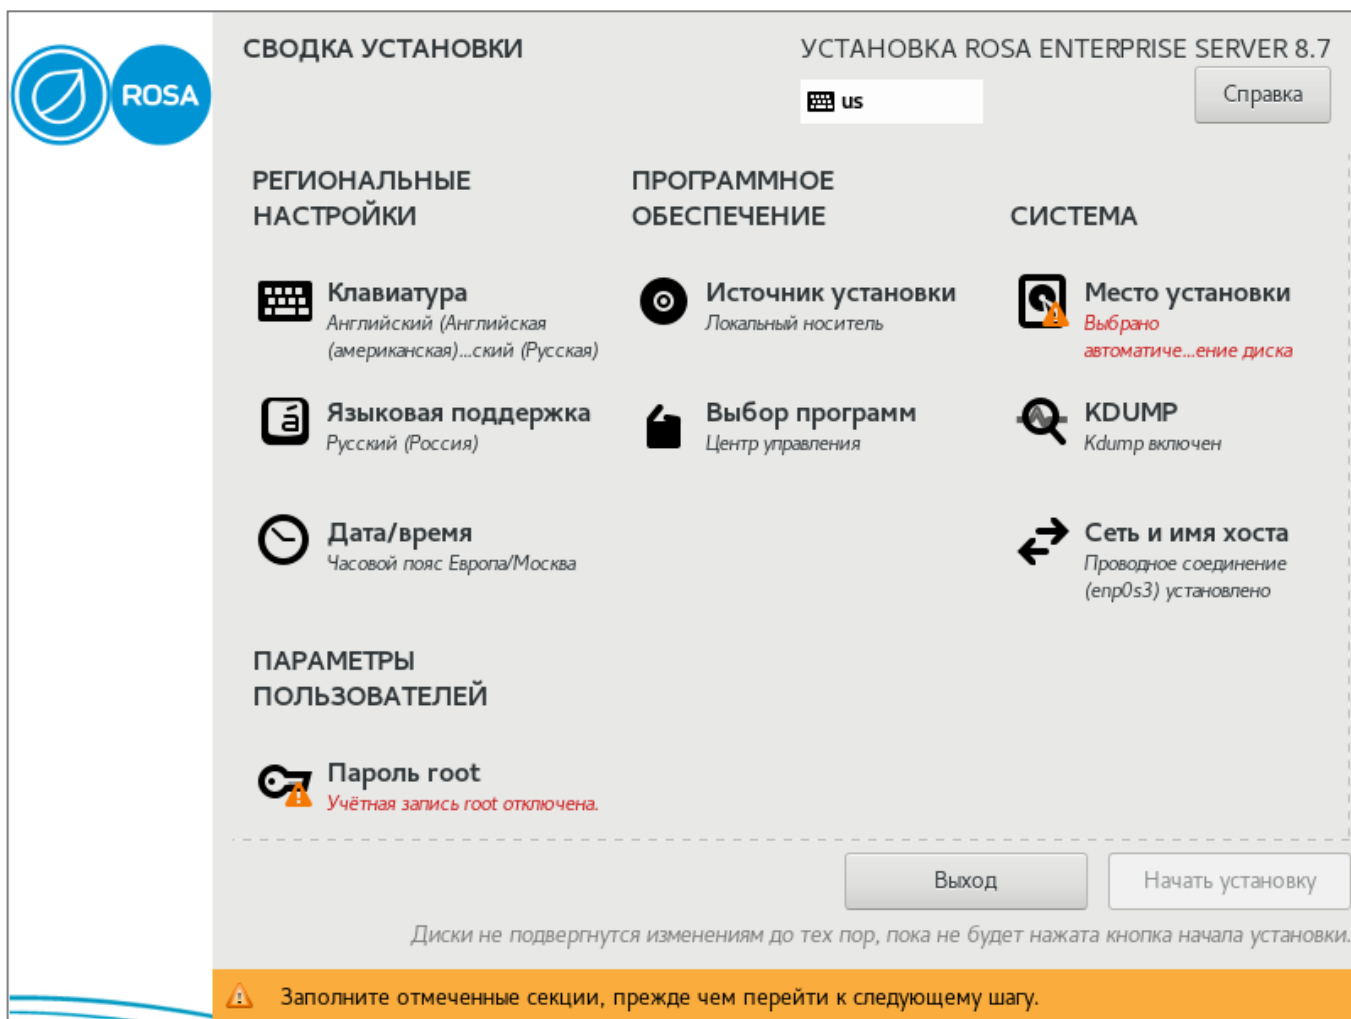 СВОДКА УСТАНОВКИ
УСТАНОВКА ROSA ENTERPRISE SERVER 8.7
ROSA
us
Справка
РЕГИОНАЛЬНЫЕ
НАСТРОЙКИ
ПРОГРАММНОЕ
ОБЕСПЕЧЕНИЕ
СИСТЕМА
Клавиатура
Английский (Английская
(американская)...ский (Русская)
Источник установки
Локальный носитель
Место установки
Выбрано
автоматиче...ение диска
á
Языковая поддержка
Русский (Россия)
Выбор программ
Центр управления
KDUMP
Kdump включен
Дата/время
Часовой пояс Европа/Москва
Сеть и имя хоста
Проводное соединение
(enp0s3) установлено
ПАРАМЕТРЫ
ПОЛЬЗОВАТЕЛЕЙ
Пароль root
Учётная запись root отключена.
Выход
Начать установку
Диски не подвергнутся изменениям до тех пор, пока не будет нажата кнопка начала установки.
Заполните отмеченные секции, прежде чем перейти к следующему шагу.